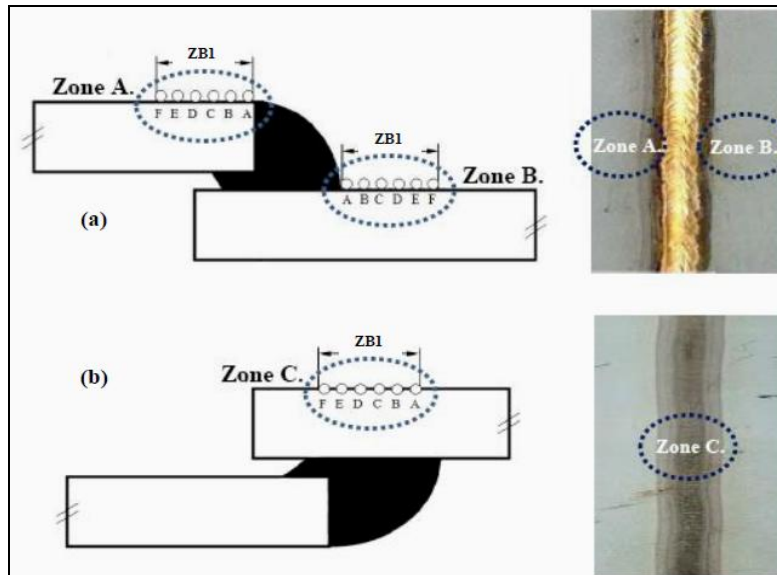 ZB1
Zone A.
F E D C B A
ZB1
Zone B.
A B C D E F
(a)
Zone A.
Zone B.
ZB1
Zone C.
(b)
F E D C B A
Zone C.